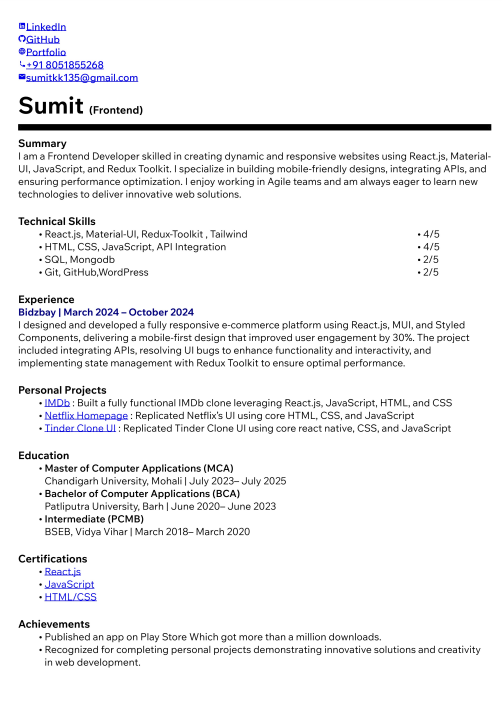 LinkedIn
GitHub
Portfolio
+91 8051855268
sumitkk135@gmail.com
Sumit (Frontend)
Summary
I am a Frontend Developer skilled in creating dynamic and responsive websites using React.js, Material-
UI, JavaScript, and Redux Toolkit. I specialize in building mobile-friendly designs, integrating APIs, and
ensuring performance optimization. I enjoy working in Agile teams and am always eager to learn new
technologies to deliver innovative web solutions.
Technical Skills
• React.js, Material-UI, Redux-Toolkit , Tailwind • 4/5
• HTML, CSS, JavaScript, API Integration • 4/5
• SQL, Mongodb • 2/5
• Git, GitHub,WordPress • 2/5
Experience
Bidzbay | March 2024 – October 2024
I designed and developed a fully responsive e-commerce platform using React.js, MUI, and Styled
Components, delivering a mobile-first design that improved user engagement by 30%. The project
included integrating APIs, resolving UI bugs to enhance functionality and interactivity, and
implementing state management with Redux Toolkit to ensure optimal performance.
Personal Projects
• IMDb : Built a fully functional IMDb clone leveraging React.js, JavaScript, HTML, and CSS
• Netflix Homepage : Replicated Netflix's UI using core HTML, CSS, and JavaScript
• Tinder Clone UI : Replicated Tinder Clone UI using core react native, CSS, and JavaScript
Education
• Master of Computer Applications (MCA)
Chandigarh University, Mohali | July 2023– July 2025
• Bachelor of Computer Applications (BCA)
Patliputra University, Barh | June 2020– June 2023
• Intermediate (PCMB)
BSEB, Vidya Vihar | March 2018– March 2020
Certifications
• React.js
• JavaScript
• HTML/CSS
Achievements
• Published an app on Play Store Which got more than a million downloads.
• Recognized for completing personal projects demonstrating innovative solutions and creativity
in web development.